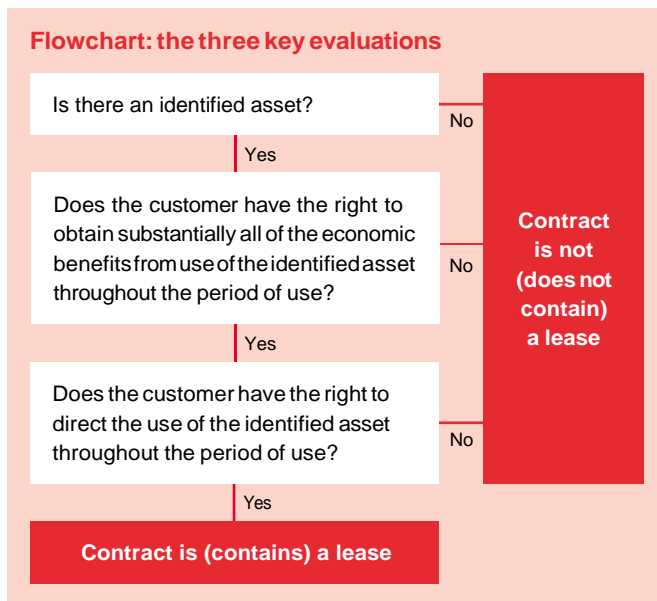 Flowchart: the three key evaluations
Is there an identified asset?
No
Yes
Does the customer have the right to
obtain substantially all of the economic
benefits from use of the identified asset
throughout the period of use?
No
Yes
Does the customer have the right to
direct the use of the identified asset
throughout the period of use?
No
Yes
Contract is (contains) a lease
Contract
is not
(does not
contain)
a lease